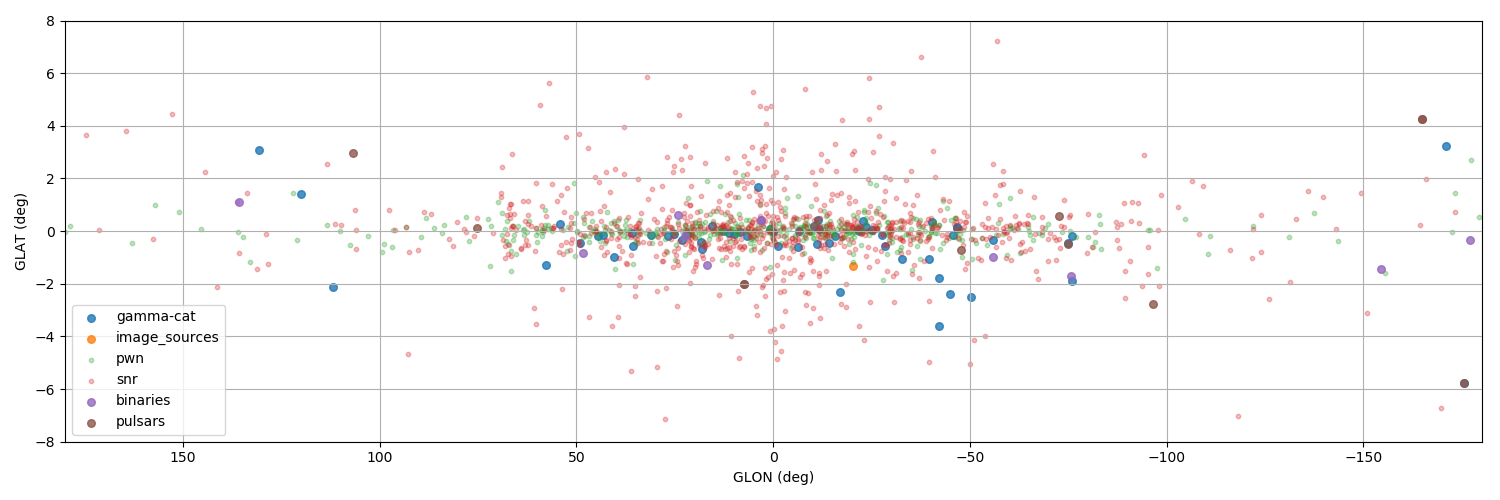 8
6
4
2
0
−2
−4
−6
−8
GLAT (deg)
gamma-cat
image_sources
pwn
snr
binaries
pulsars
150
100
50
0
−50
−100
−150
GLON (deg)